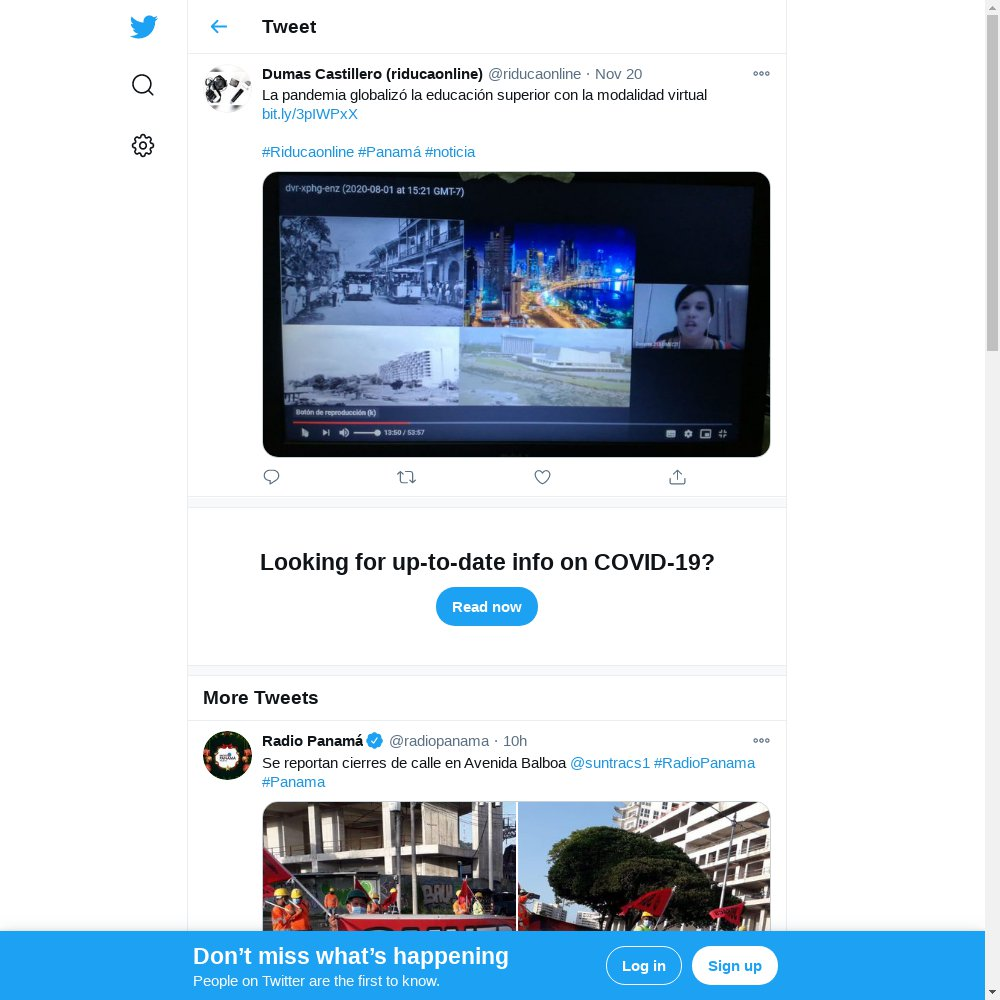 Tweet
Dumas Castillero (riducaonline) @riducaonline · Nov 20
La pandemia globalizó la educación superior con la modalidad virtual
bit.ly/3pIWPxX
#Riducaonline #Panamá #noticia
dvr-xphg-enz (2020-08-01 at 15:21 GMT-7)
Botón de reproducción (k)
13:50 / 53:57
Looking for up-to-date info on COVID-19?
Read now
More Tweets
Radio Panamá @radiopanama · 10h
Se reportan cierres de calle en Avenida Balboa @suntracs1 #RadioPanama
#Panama
Don’t miss what’s happening
People on Twitter are the first to know.
Log in
Sign up